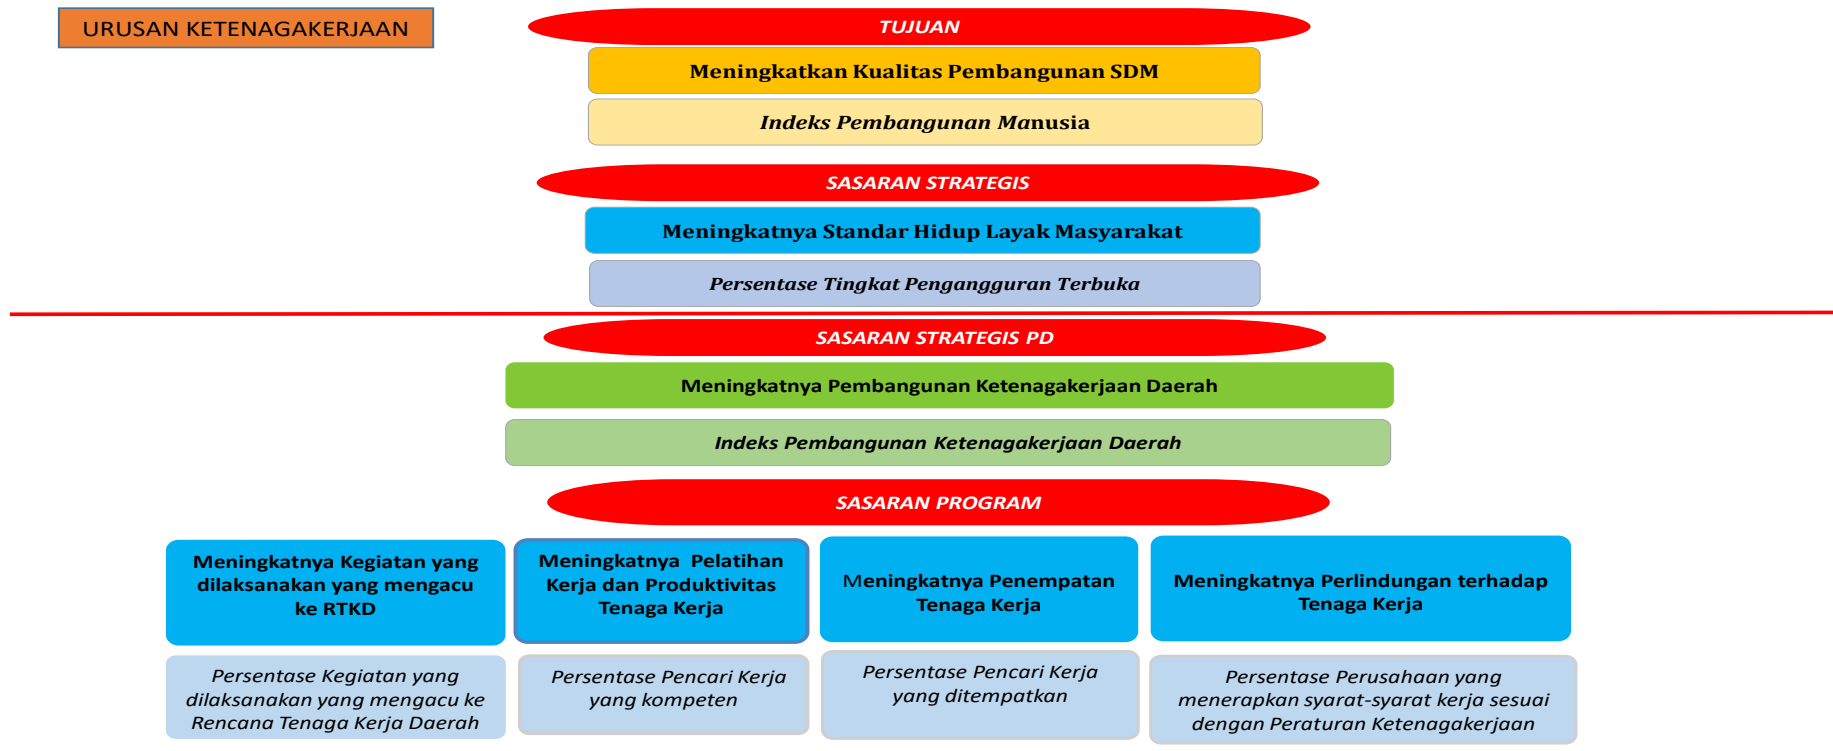 URUSAN KETENAGAKERJAAN
TUJUAN
Meningkatkan Kualitas Pembangunan SDM
Indeks Pembangunan Manusia
SASARAN STRATEGIS
Meningkatnya Standar Hidup Layak Masyarakat
Persentase Tingkat Pengangguran Terbuka
SASARAN STRATEGIS PD
Meningkatnya Pembangunan Ketenagakerjaan Daerah
Indeks Pembangunan Ketenagakerjaan Daerah
SASARAN PROGRAM
Meningkatnya Kegiatan yang
dilaksanakan yang mengacu
ke RTKD
Meningkatnya Pelatihan
Kerja dan Produktivitas
Tenaga Kerja
Meningkatnya Penempatan
Tenaga Kerja
Meningkatnya Perlindungan terhadap
Tenaga Kerja
Persentase Kegiatan yang
dilaksanakan yang mengacu ke
Rencana Tenaga Kerja Daerah
Persentase Pencari Kerja
yang kompeten
Persentase Pencari Kerja
yang ditempatkan
Persentase Perusahaan yang
menerapkan syarat-syarat kerja sesuai
dengan Peraturan Ketenagakerjaan